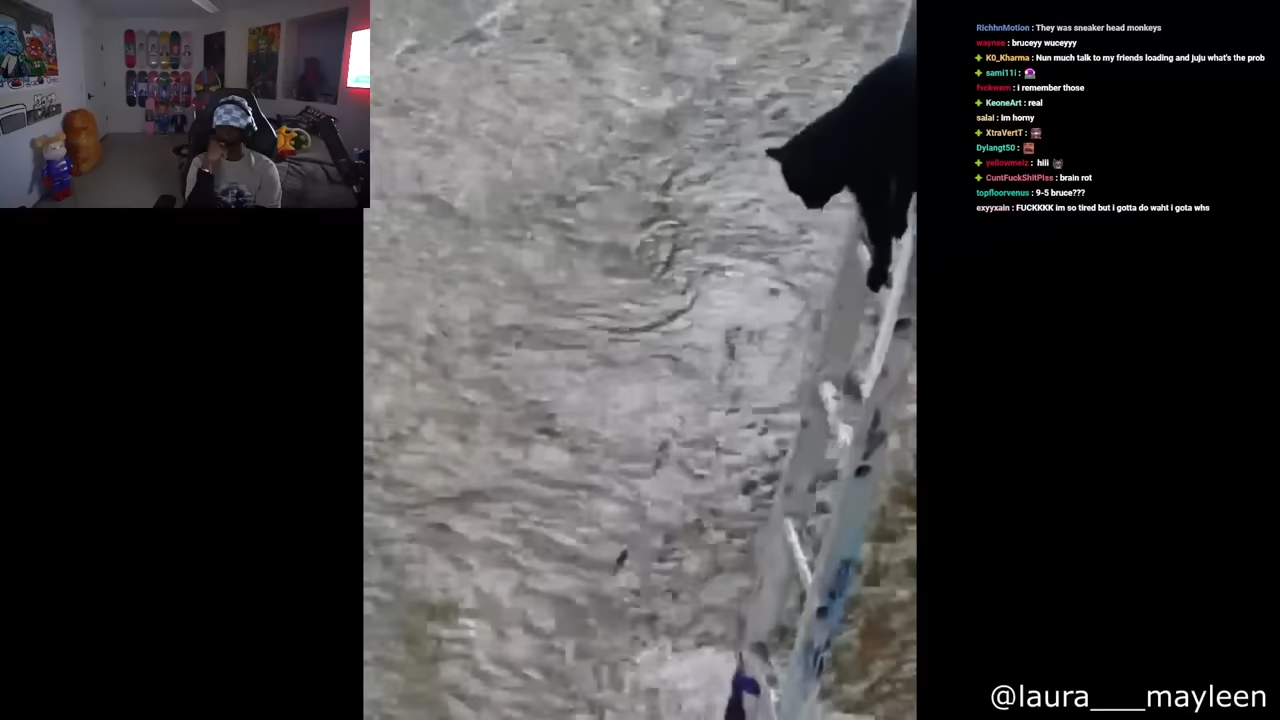 RIchhnMotion : They was sneaker head monkeys
waynee : bruceyy wuceyyy
K0_Kharma : Nun much talk to my friends loading and juju what's the prob
sami11i :
fvckwem : i remember those
KeoneArt : real
salai : im horny
XtraVertT :
Dylangt50 :
yellowmelz : hiii
CuntFuckShitPiss : brain rot
topfloorvenus : 9-5 bruce???
exyyxain : FUCKKKK im so tired but i gotta do waht i gota whs
@laura____mayleen